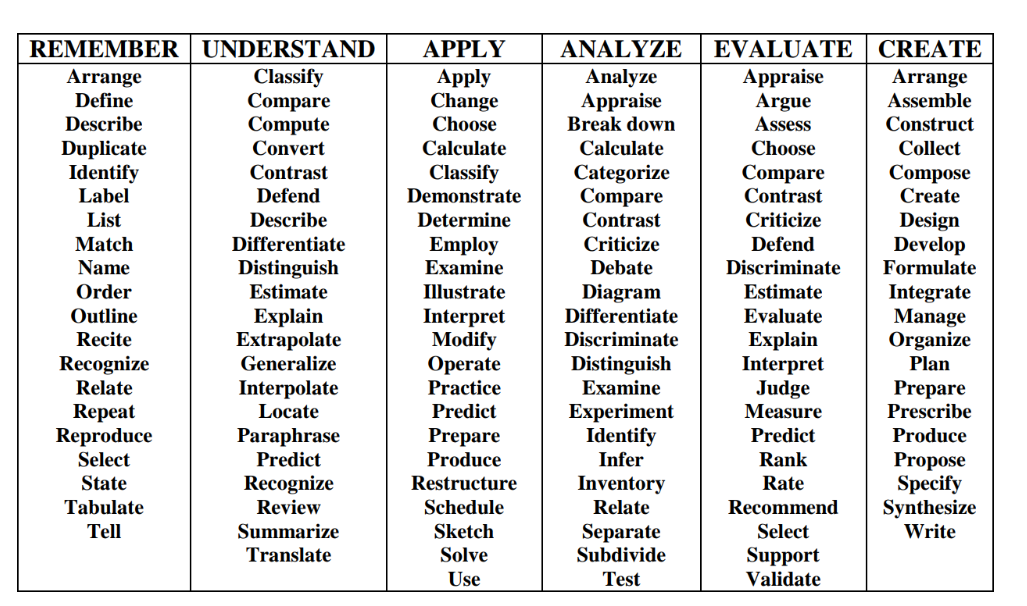 REMEMBER UNDERSTAND APPLY ANALYZE EVALUATE CREATE
Arrange Classify Apply Analyze Appraise Arrange
Define Compare Change Appraise Argue Assemble
Describe Compute Choose Break down Assess Construct
Duplicate Convert Calculate Calculate Choose Collect
Identify Contrast Classify Categorize Compare Compose
Label Defend Demonstrate Compare Contrast Create
List Describe Determine Contrast Criticize Design
Match Differentiate Employ Criticize Defend Develop
Name Distinguish Examine Debate Discriminate Formulate
Order Estimate Illustrate Diagram Estimate Integrate
Outline Explain Interpret Differentiate Evaluate Manage
Recite Extrapolate Modify Discriminate Explain Organize
Recognize Generalize Operate Distinguish Interpret Plan
Relate Interpolate Practice Examine Judge Prepare
Repeat Locate Predict Experiment Measure Prescribe
Reproduce Paraphrase Prepare Identify Predict Produce
Select Predict Produce Infer Rank Propose
State Recognize Restructure Inventory Rate Specify
Tabulate Review Schedule Relate Recommend Synthesize
Tell Summarize Sketch Separate Select Write
Translate Solve Subdivide Support
Use Test Validate